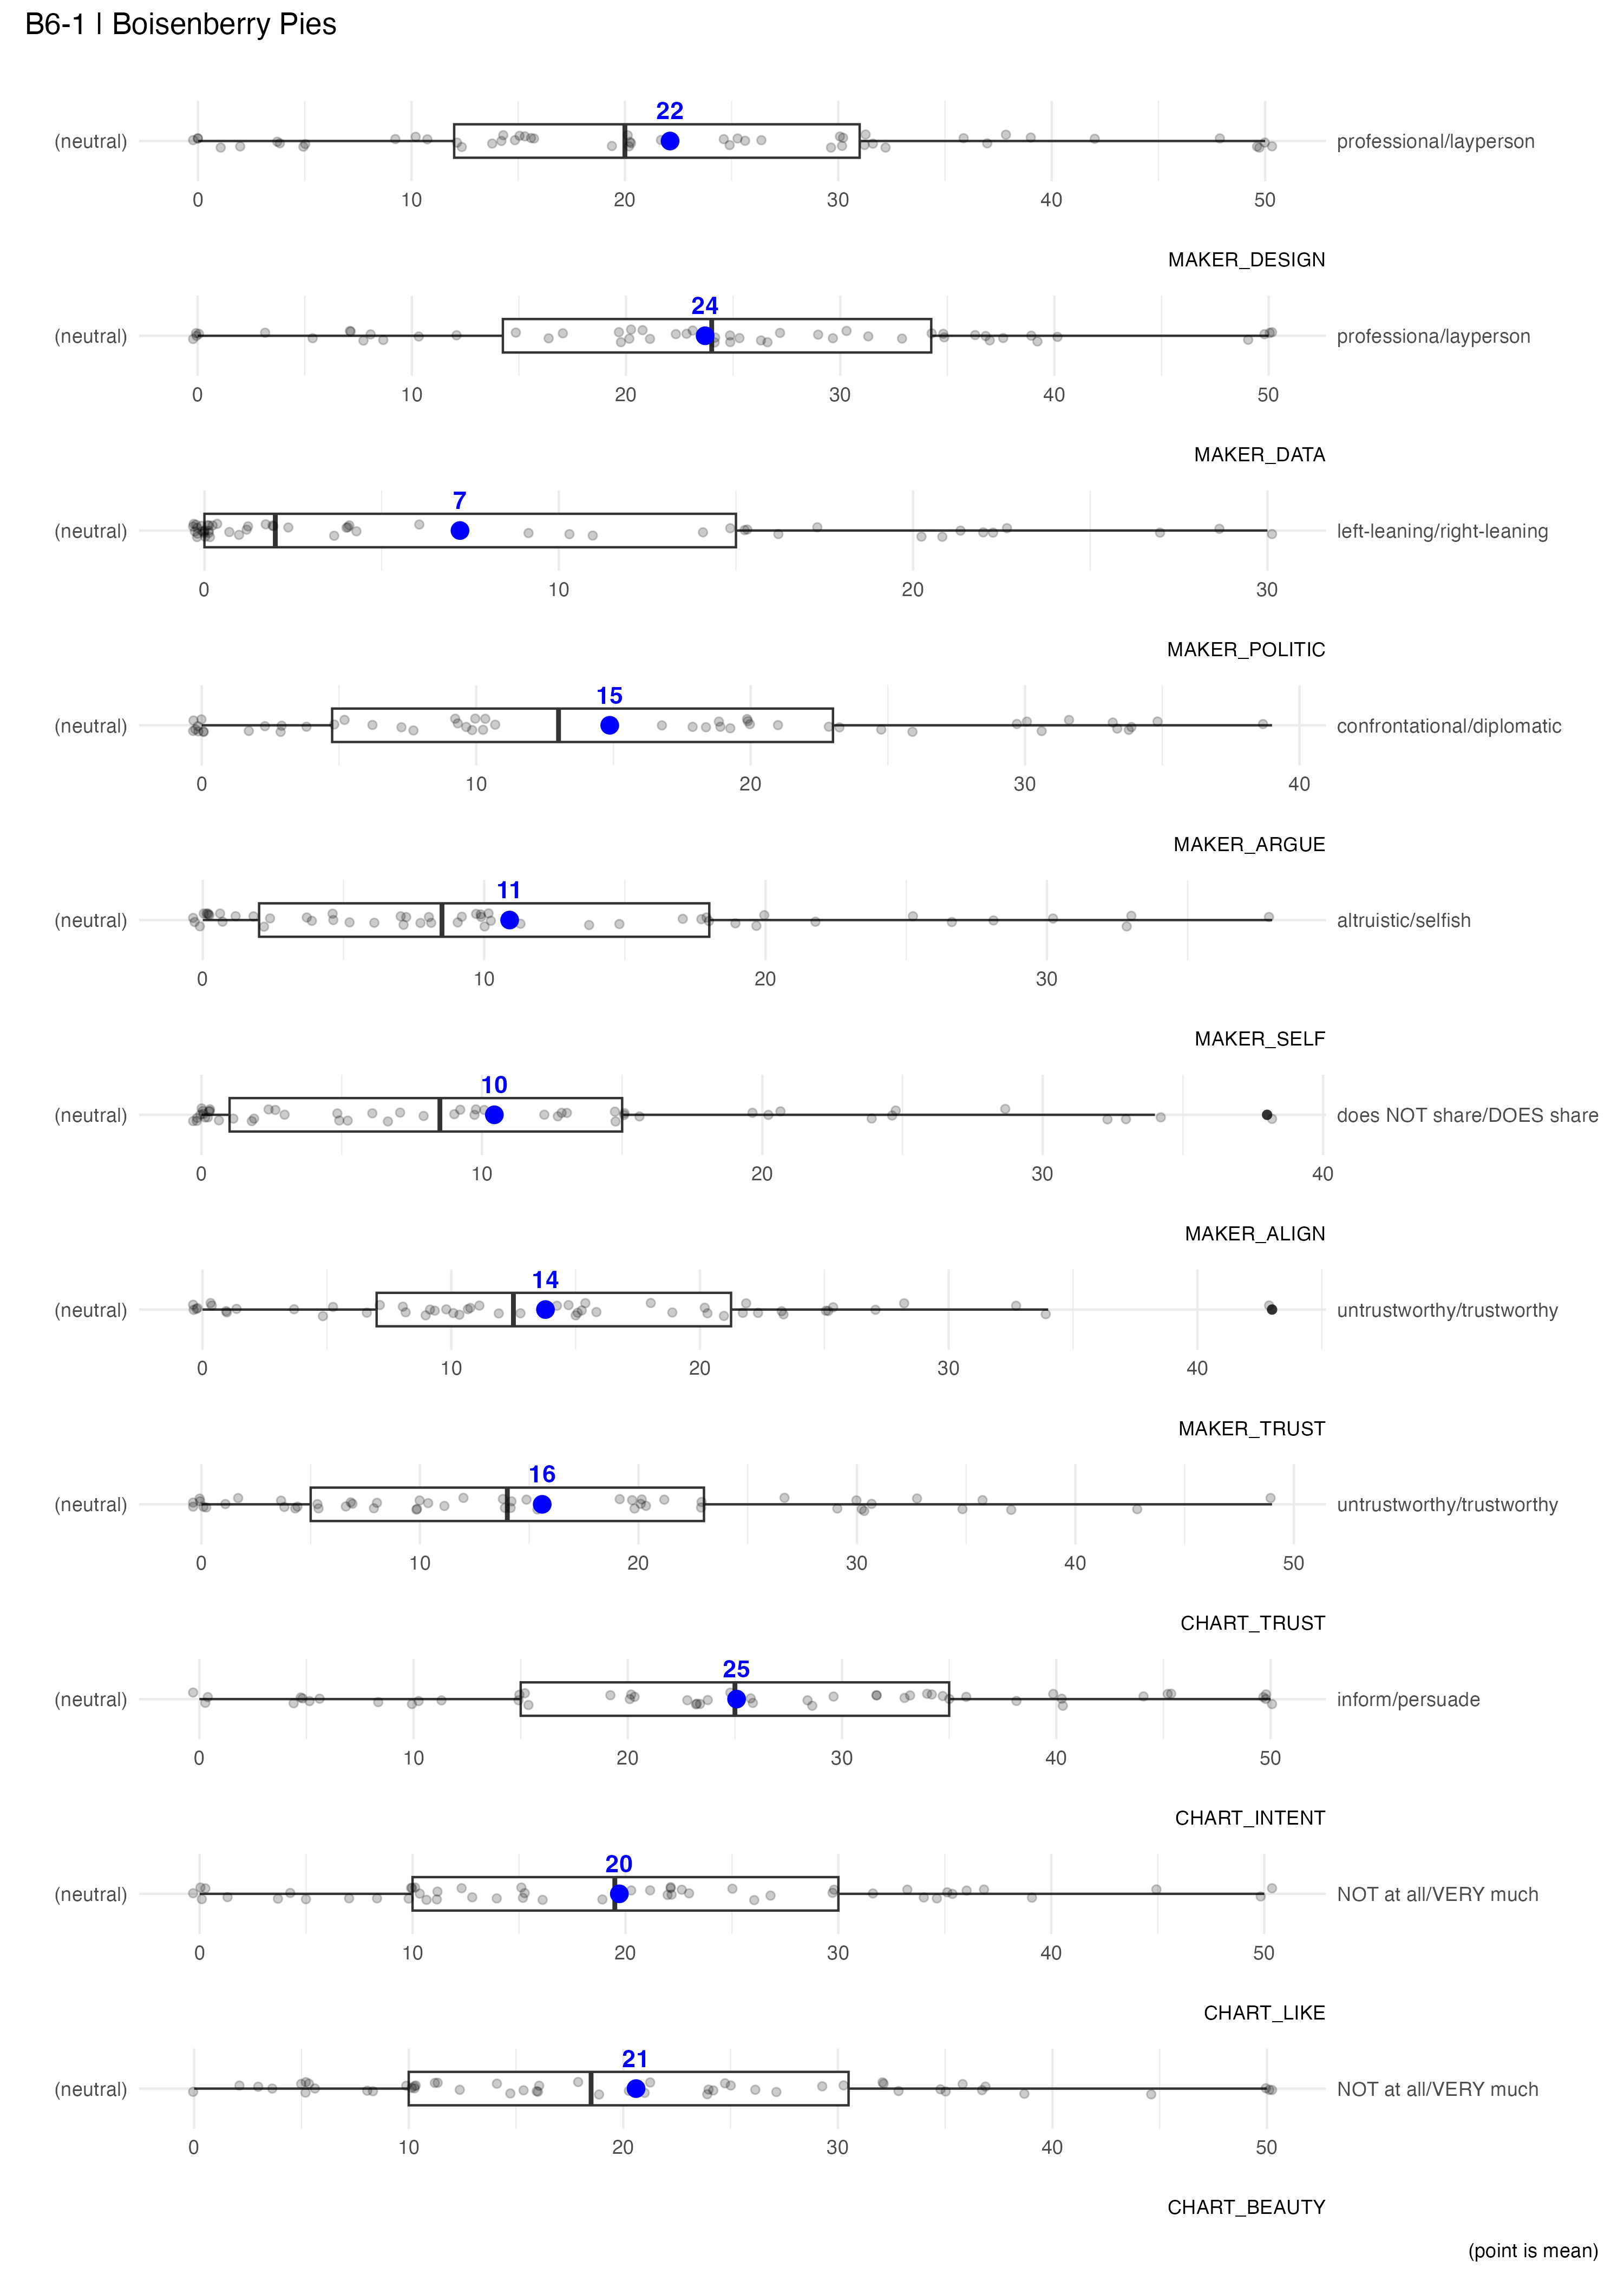 B6-1 | Boisenberry Pies
22
(neutral) professional/layperson
0 10 20 30 40 50
MAKER_DESIGN
24
(neutral) professiona/layperson
0 10 20 30 40 50
MAKER_DATA
7
(neutral) left-leaning/right-leaning
0 10 20 30
MAKER_POLITIC
15
(neutral) confrontational/diplomatic
0 10 20 30 40
MAKER_ARGUE
11
(neutral) altruistic/selfish
0 10 20 30
MAKER_SELF
10
(neutral) does NOT share/DOES share
0 10 20 30 40
MAKER_ALIGN
14
(neutral) untrustworthy/trustworthy
0 10 20 30 40
MAKER_TRUST
16
(neutral) untrustworthy/trustworthy
0 10 20 30 40 50
CHART_TRUST
25
(neutral) inform/persuade
0 10 20 30 40 50
CHART_INTENT
20
(neutral) NOT at all/VERY much
0 10 20 30 40 50
CHART_LIKE
21
(neutral) NOT at all/VERY much
0 10 20 30 40 50
CHART_BEAUTY
(point is mean)